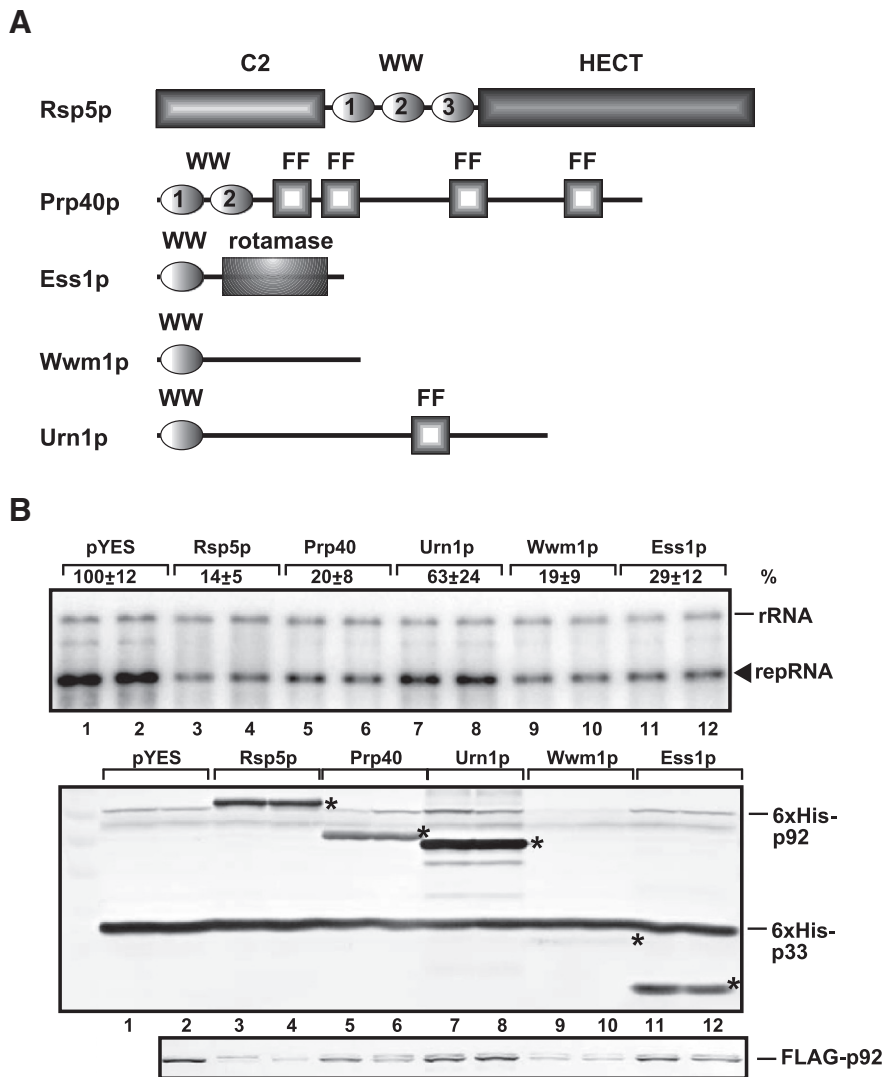 A
C2 WW HECT
Rsp5p 1 2 3
WW FF FF FF FF
Prp40p 1 2
WW rotamase
Ess1p
WW
Wwm1p
WW FF
Urn1p
B
pYES Rsp5p Prp40 Urn1p Wwm1p Ess1p
100±12 14±5 20±8 63±24 19±9 29±12 %
rRNA
repRNA
1 2 3 4 5 6 7 8 9 10 11 12
pYES Rsp5p Prp40 Urn1p Wwm1p Ess1p
* * * * *
6xHis-
p92
6xHis-
p33
1 2 3 4 5 6 7 8 9 10 11 12
FLAG-p92